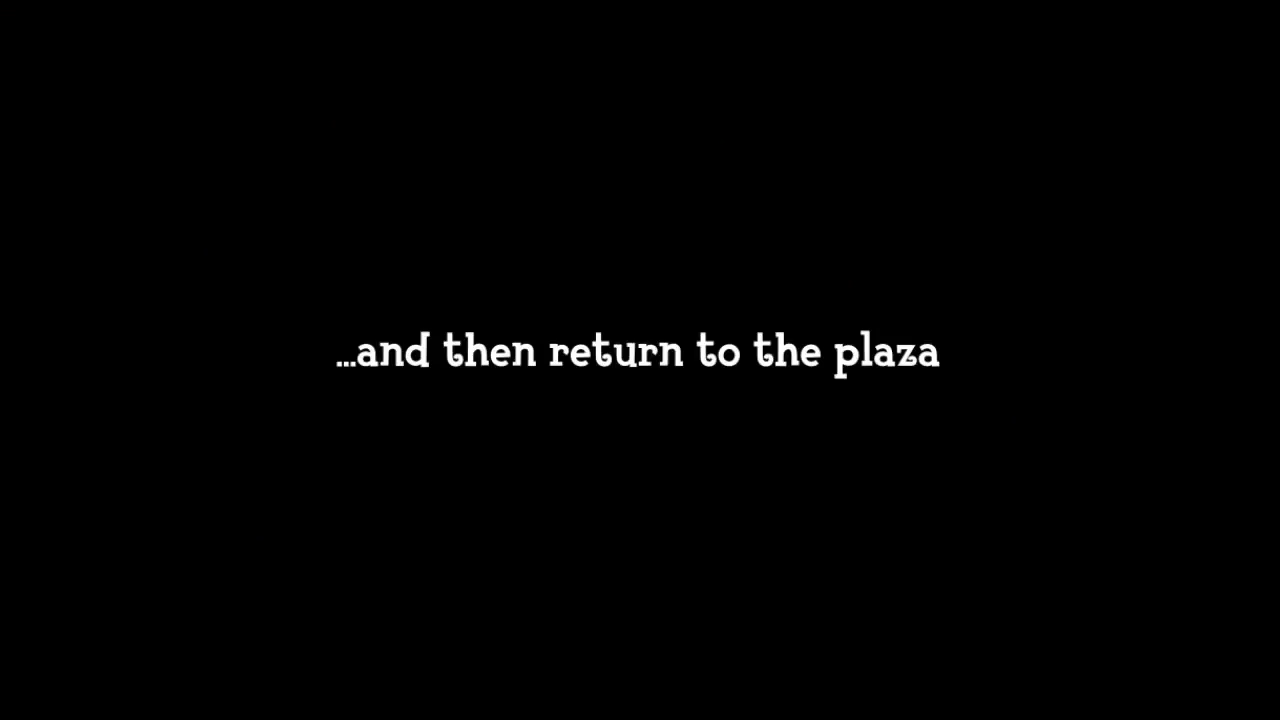 ...and then return to the plaza